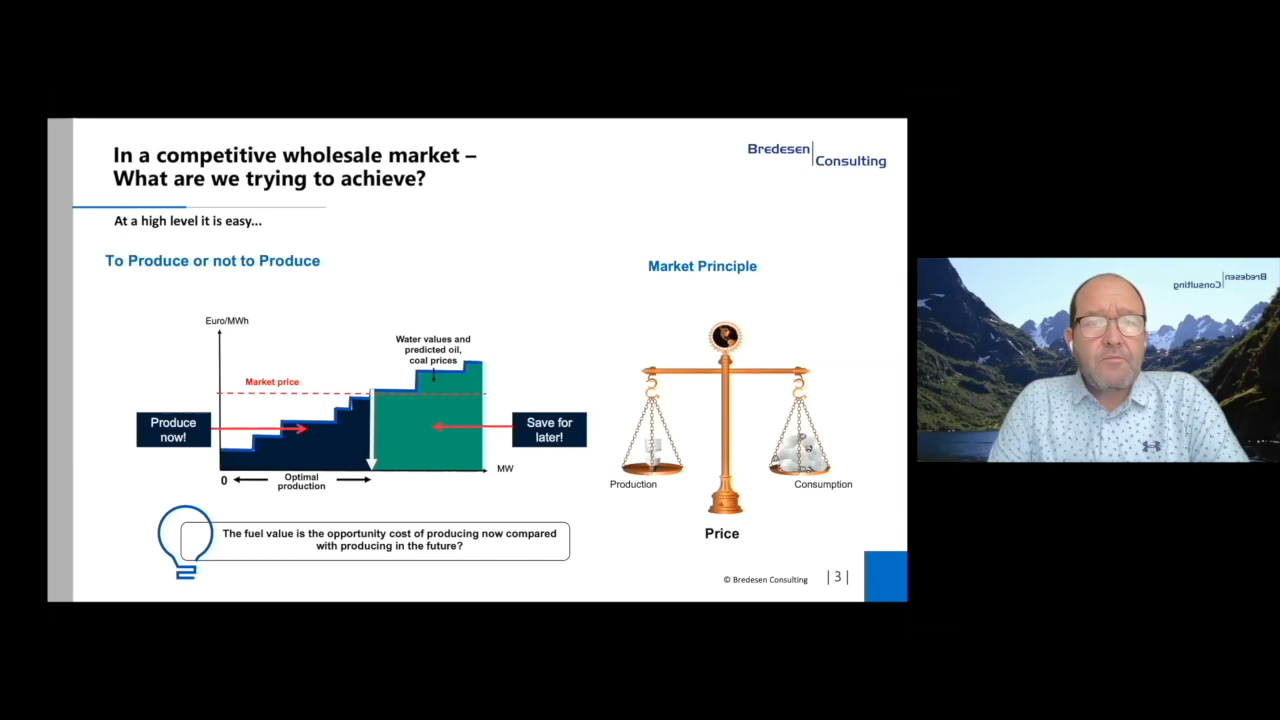 In a competitive wholesale market –
What are we trying to achieve?
Bredesen
Consulting
At a high level it is easy...
To Produce or not to Produce
Market Principle
Euro/MWh
Water values and
predicted oil,
coal prices
Market price
Produce
now!
Save for
later!
MW
0
Optimal
production
Production
Consumption
The fuel value is the opportunity cost of producing now compared
with producing in the future?
Price
© Bredesen Consulting
| 3 |
Bredesen
Consulting